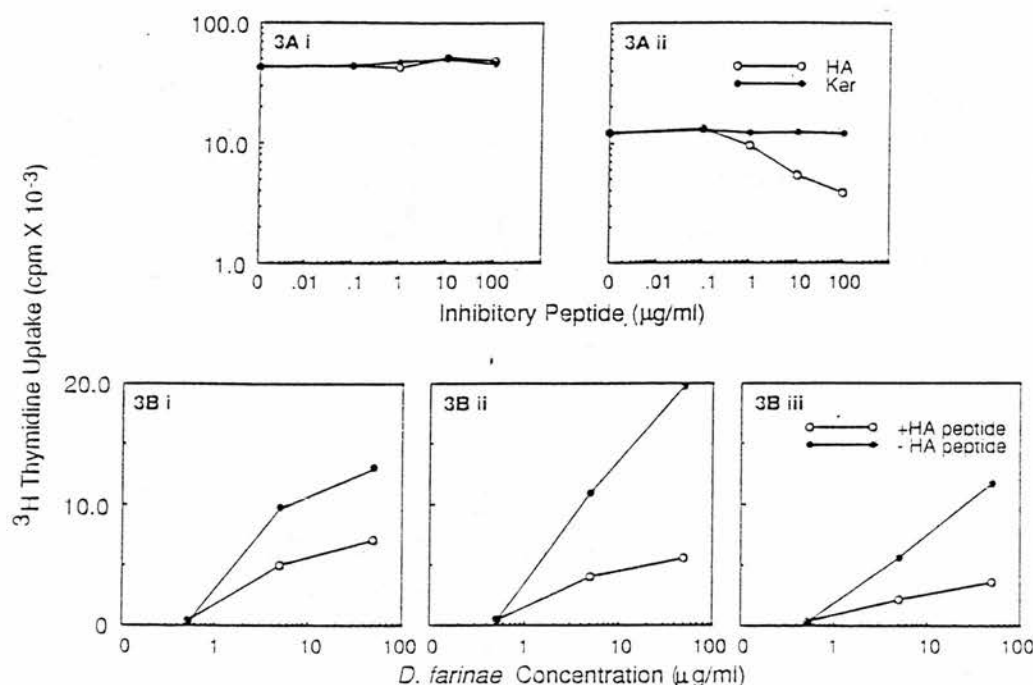 100.0
10.0
1.0
3A i
3A ii
HA
Ker
0 .01 .1 1 10 100
0 .01 .1 1 10 100
Inhibitory Peptide (μg/ml)
³H Thymidine Uptake (cpm X 10⁻³)
20.0
10.0
0
3B i
3B ii
3B iii
+HA peptide
- HA peptide
0 1 10 100
0 1 10 100
0 1 10 100
D. farinae Concentration (μg/ml)